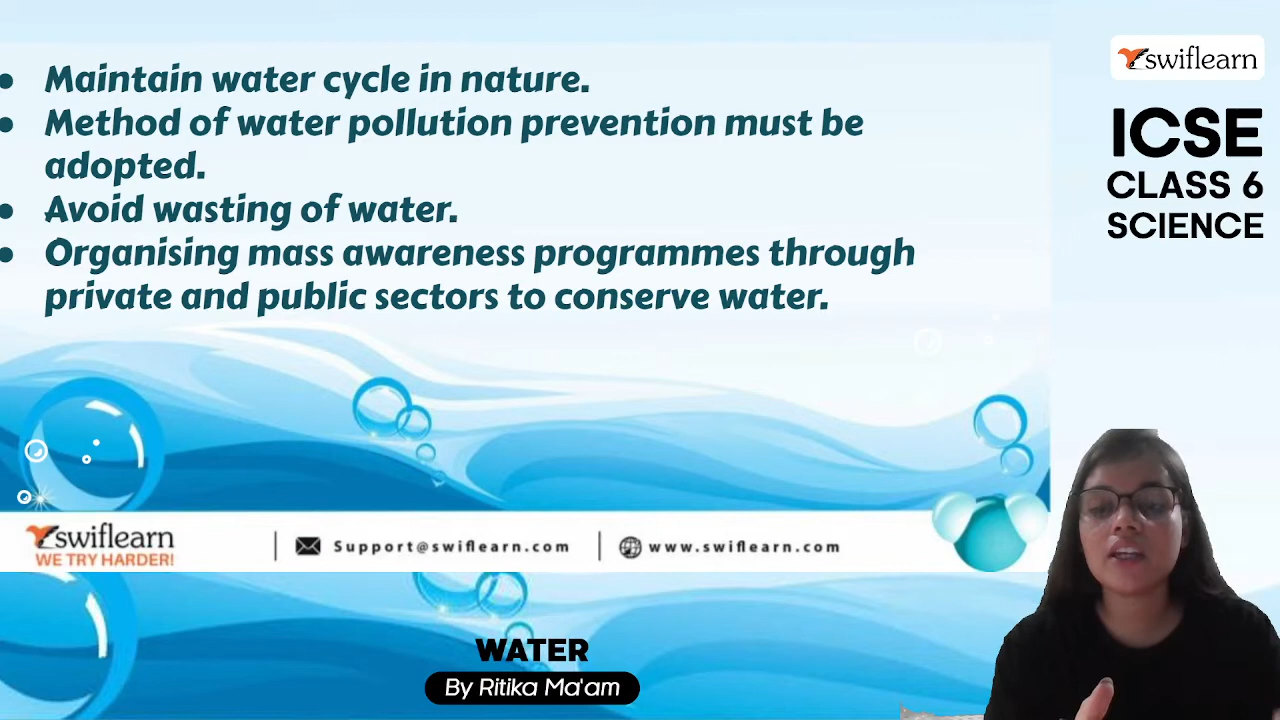 • Maintain water cycle in nature.
• Method of water pollution prevention must be
adopted.
• Avoid wasting of water.
• Organising mass awareness programmes through
private and public sectors to conserve water.
swiflearn
ICSE
CLASS 6
SCIENCE
swiflearn
WE TRY HARDER!
Support@swiflearn.com
www.swiflearn.com
WATER
By Ritika Ma'am